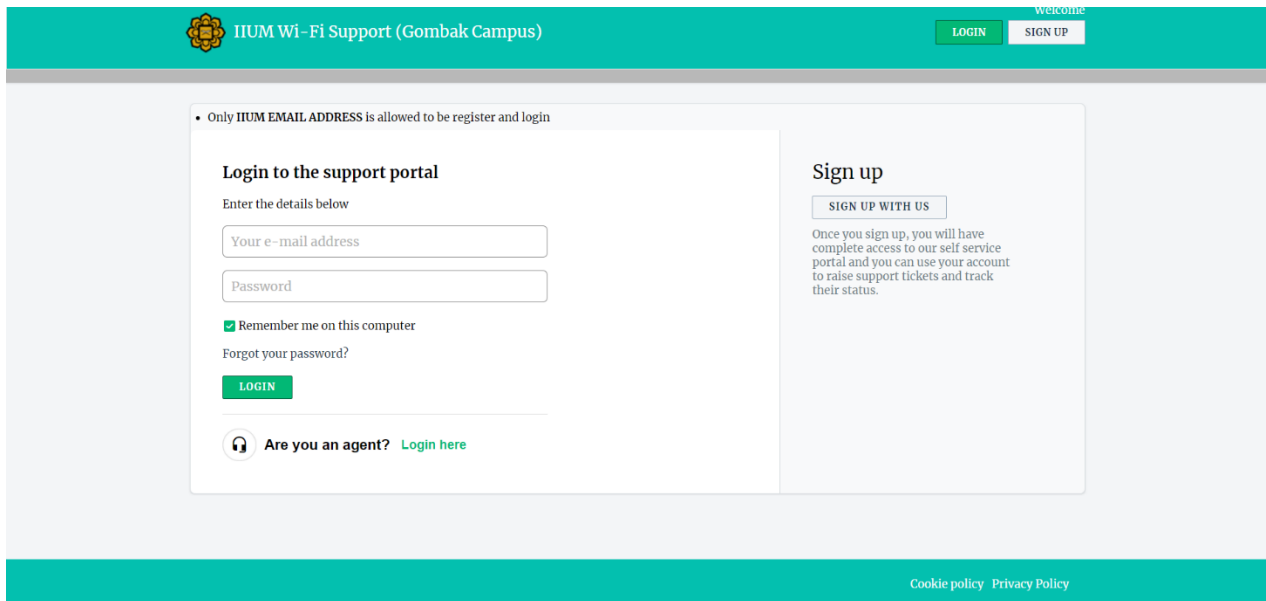 Welcome
IIUM Wi-Fi Support (Gombak Campus)
LOGIN
SIGN UP
• Only IIUM EMAIL ADDRESS is allowed to be register and login
Login to the support portal
Enter the details below
Your e-mail address
Password
Remember me on this computer
Forgot your password?
LOGIN
Are you an agent? Login here
Sign up
SIGN UP WITH US
Once you sign up, you will have
complete access to our self service
portal and you can use your account
to raise support tickets and track
their status.
Cookie policy Privacy Policy